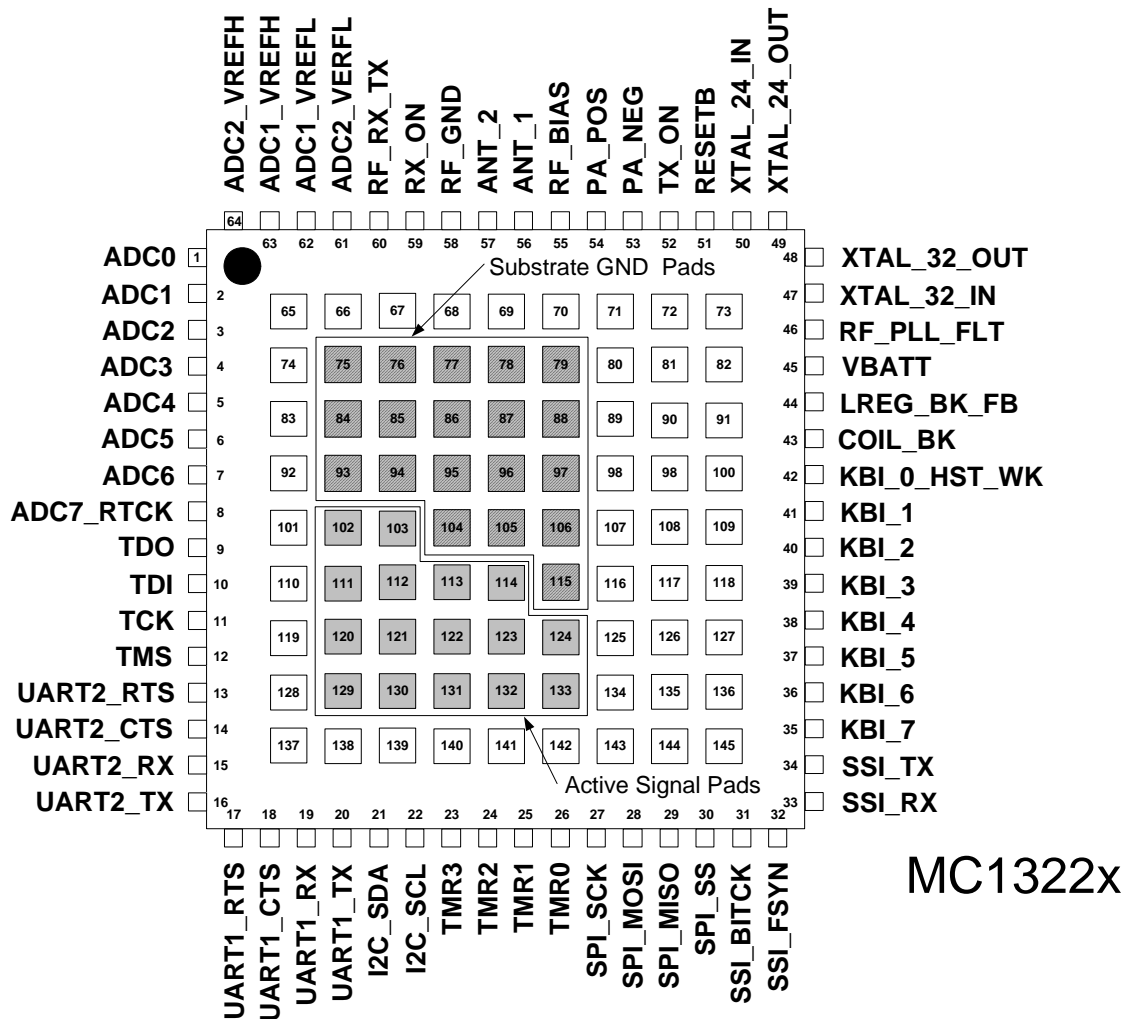 ADC2_VREFH
ADC1_VREFH
ADC1_VREFL
ADC2_VERFL
RF_RX_TX
RX_ON
RF_GND
ANT_2
ANT_1
RF_BIAS
PA_POS
PA_NEG
TX_ON
RESETB
XTAL_24_IN
XTAL_24_OUT
64 63 62 61 60 59 58 57 56 55 54 53 52 51 50 49
ADC0 1
ADC1 2
ADC2 3
ADC3 4
ADC4 5
ADC5 6
ADC6 7
ADC7_RTCK 8
TDO 9
TDI 10
TCK 11
TMS 12
UART2_RTS 13
UART2_CTS 14
UART2_RX 15
UART2_TX 16
Substrate GND Pads
65 66 67 68 69 70 71 72 73
74 75 76 77 78 79 80 81 82
83 84 85 86 87 88 89 90 91
92 93 94 95 96 97 98 98 100
101 102 103 104 105 106 107 108 109
110 111 112 113 114 115 116 117 118
119 120 121 122 123 124 125 126 127
128 129 130 131 132 133 134 135 136
137 138 139 140 141 142 143 144 145
Active Signal Pads
48 XTAL_32_OUT
47 XTAL_32_IN
46 RF_PLL_FLT
45 VBATT
44 LREG_BK_FB
43 COIL_BK
42 KBI_0_HST_WK
41 KBI_1
40 KBI_2
39 KBI_3
38 KBI_4
37 KBI_5
36 KBI_6
35 KBI_7
34 SSI_TX
33 SSI_RX
17 18 19 20 21 22 23 24 25 26 27 28 29 30 31 32
UART1_RTS
UART1_CTS
UART1_RX
UART1_TX
I2C_SDA
I2C_SCL
TMR3
TMR2
TMR1
TMR0
SPI_SCK
SPI_MOSI
SPI_MISO
SPI_SS
SSI_BITCK
SSI_FSYN
MC1322x